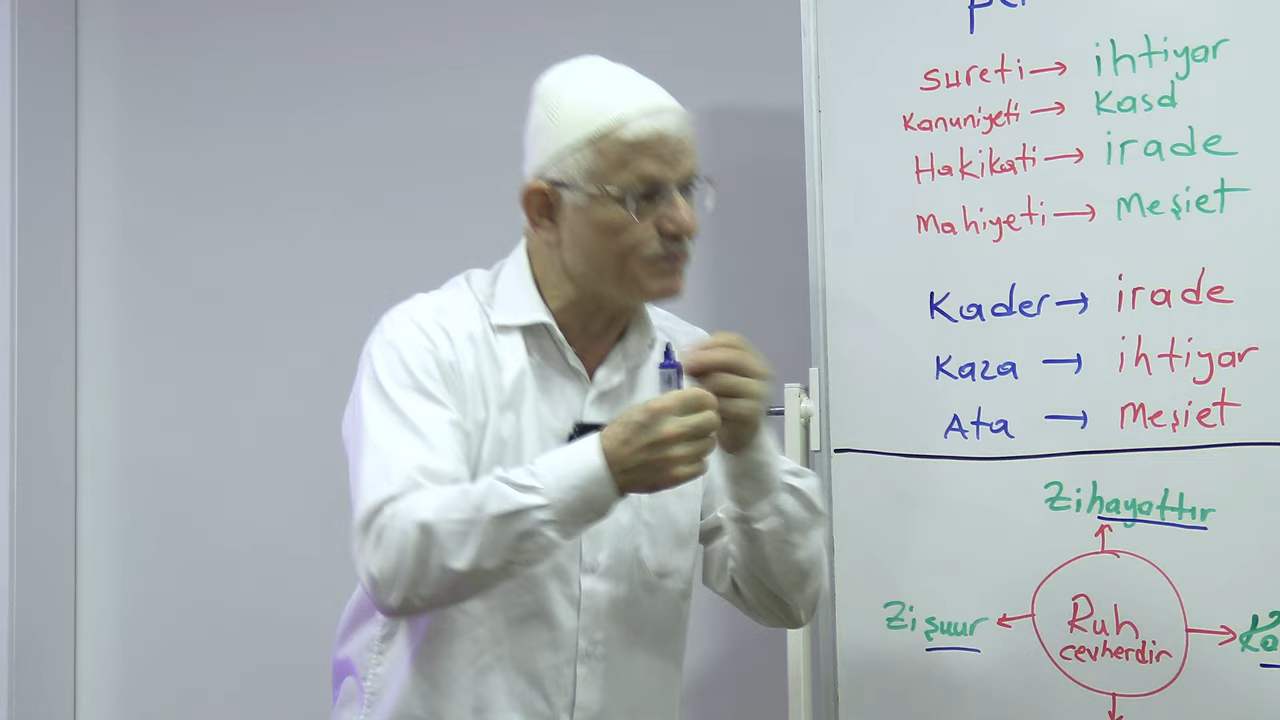 Sureti → ihtiyar
Kanuniyeti → Kasd
Hakikati → irade
Mahiyeti → Meşiet
Kader → irade
Kaza → ihtiyar
Ata → Meşiet
Zihayattır
Zişuur ← Ruh →
cevherdir